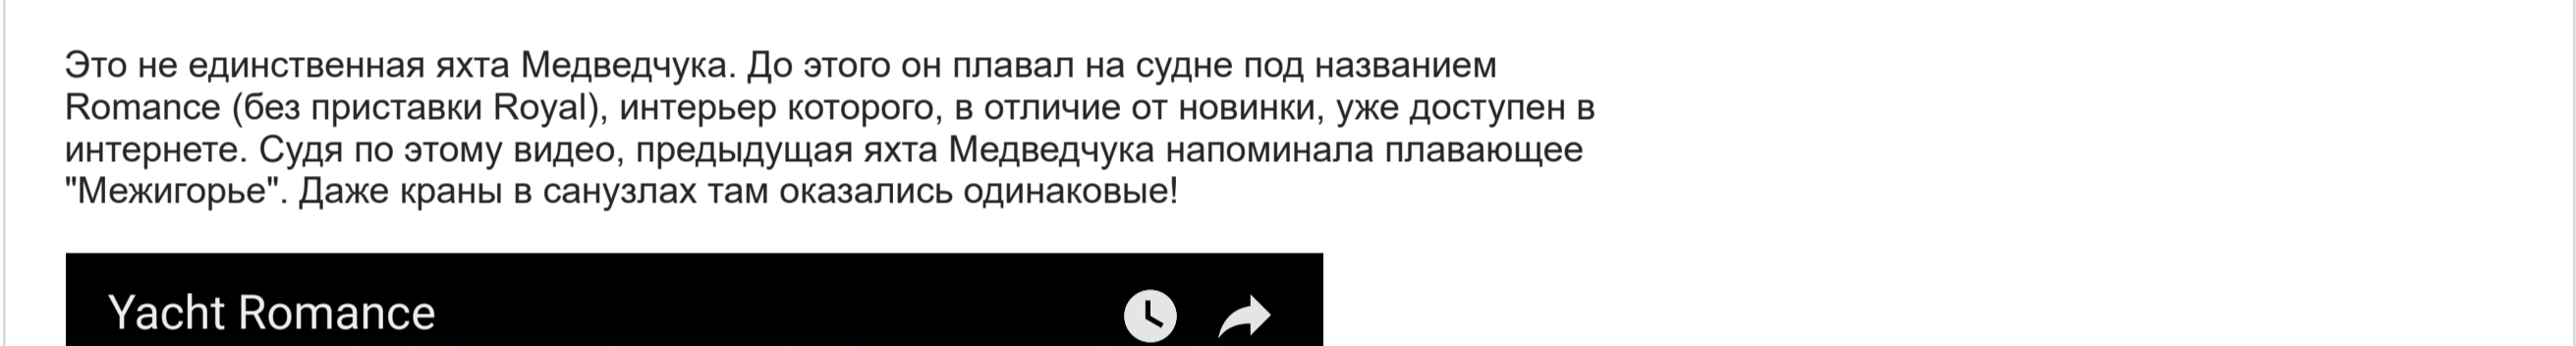 Это не единственная яхта Медведчука. До этого он плавал на судне под названием
Romance (без приставки Royal), интерьер которого, в отличие от новинки, уже доступен в
интернете. Судя по этому видео, предыдущая яхта Медведчука напоминала плавающее
"Межигорье". Даже краны в санузлах там оказались одинаковые!
Yacht Romance